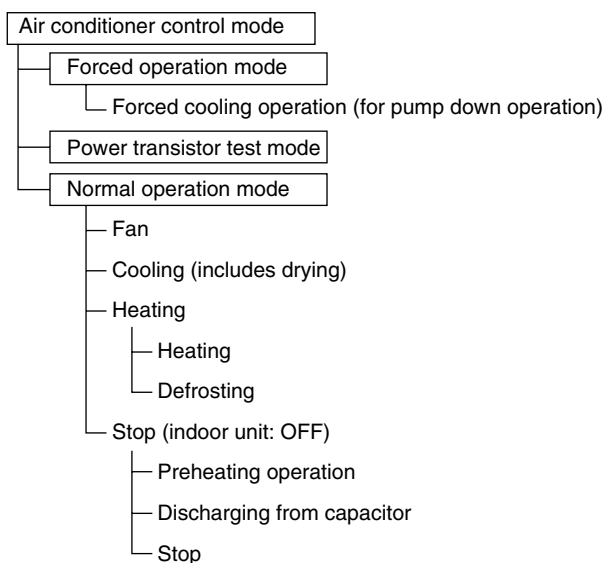 Air conditioner control mode
Forced operation mode
Forced cooling operation (for pump down operation)
Power transistor test mode
Normal operation mode
Fan
Cooling (includes drying)
Heating
Heating
Defrosting
Stop (indoor unit: OFF)
Preheating operation
Discharging from capacitor
Stop